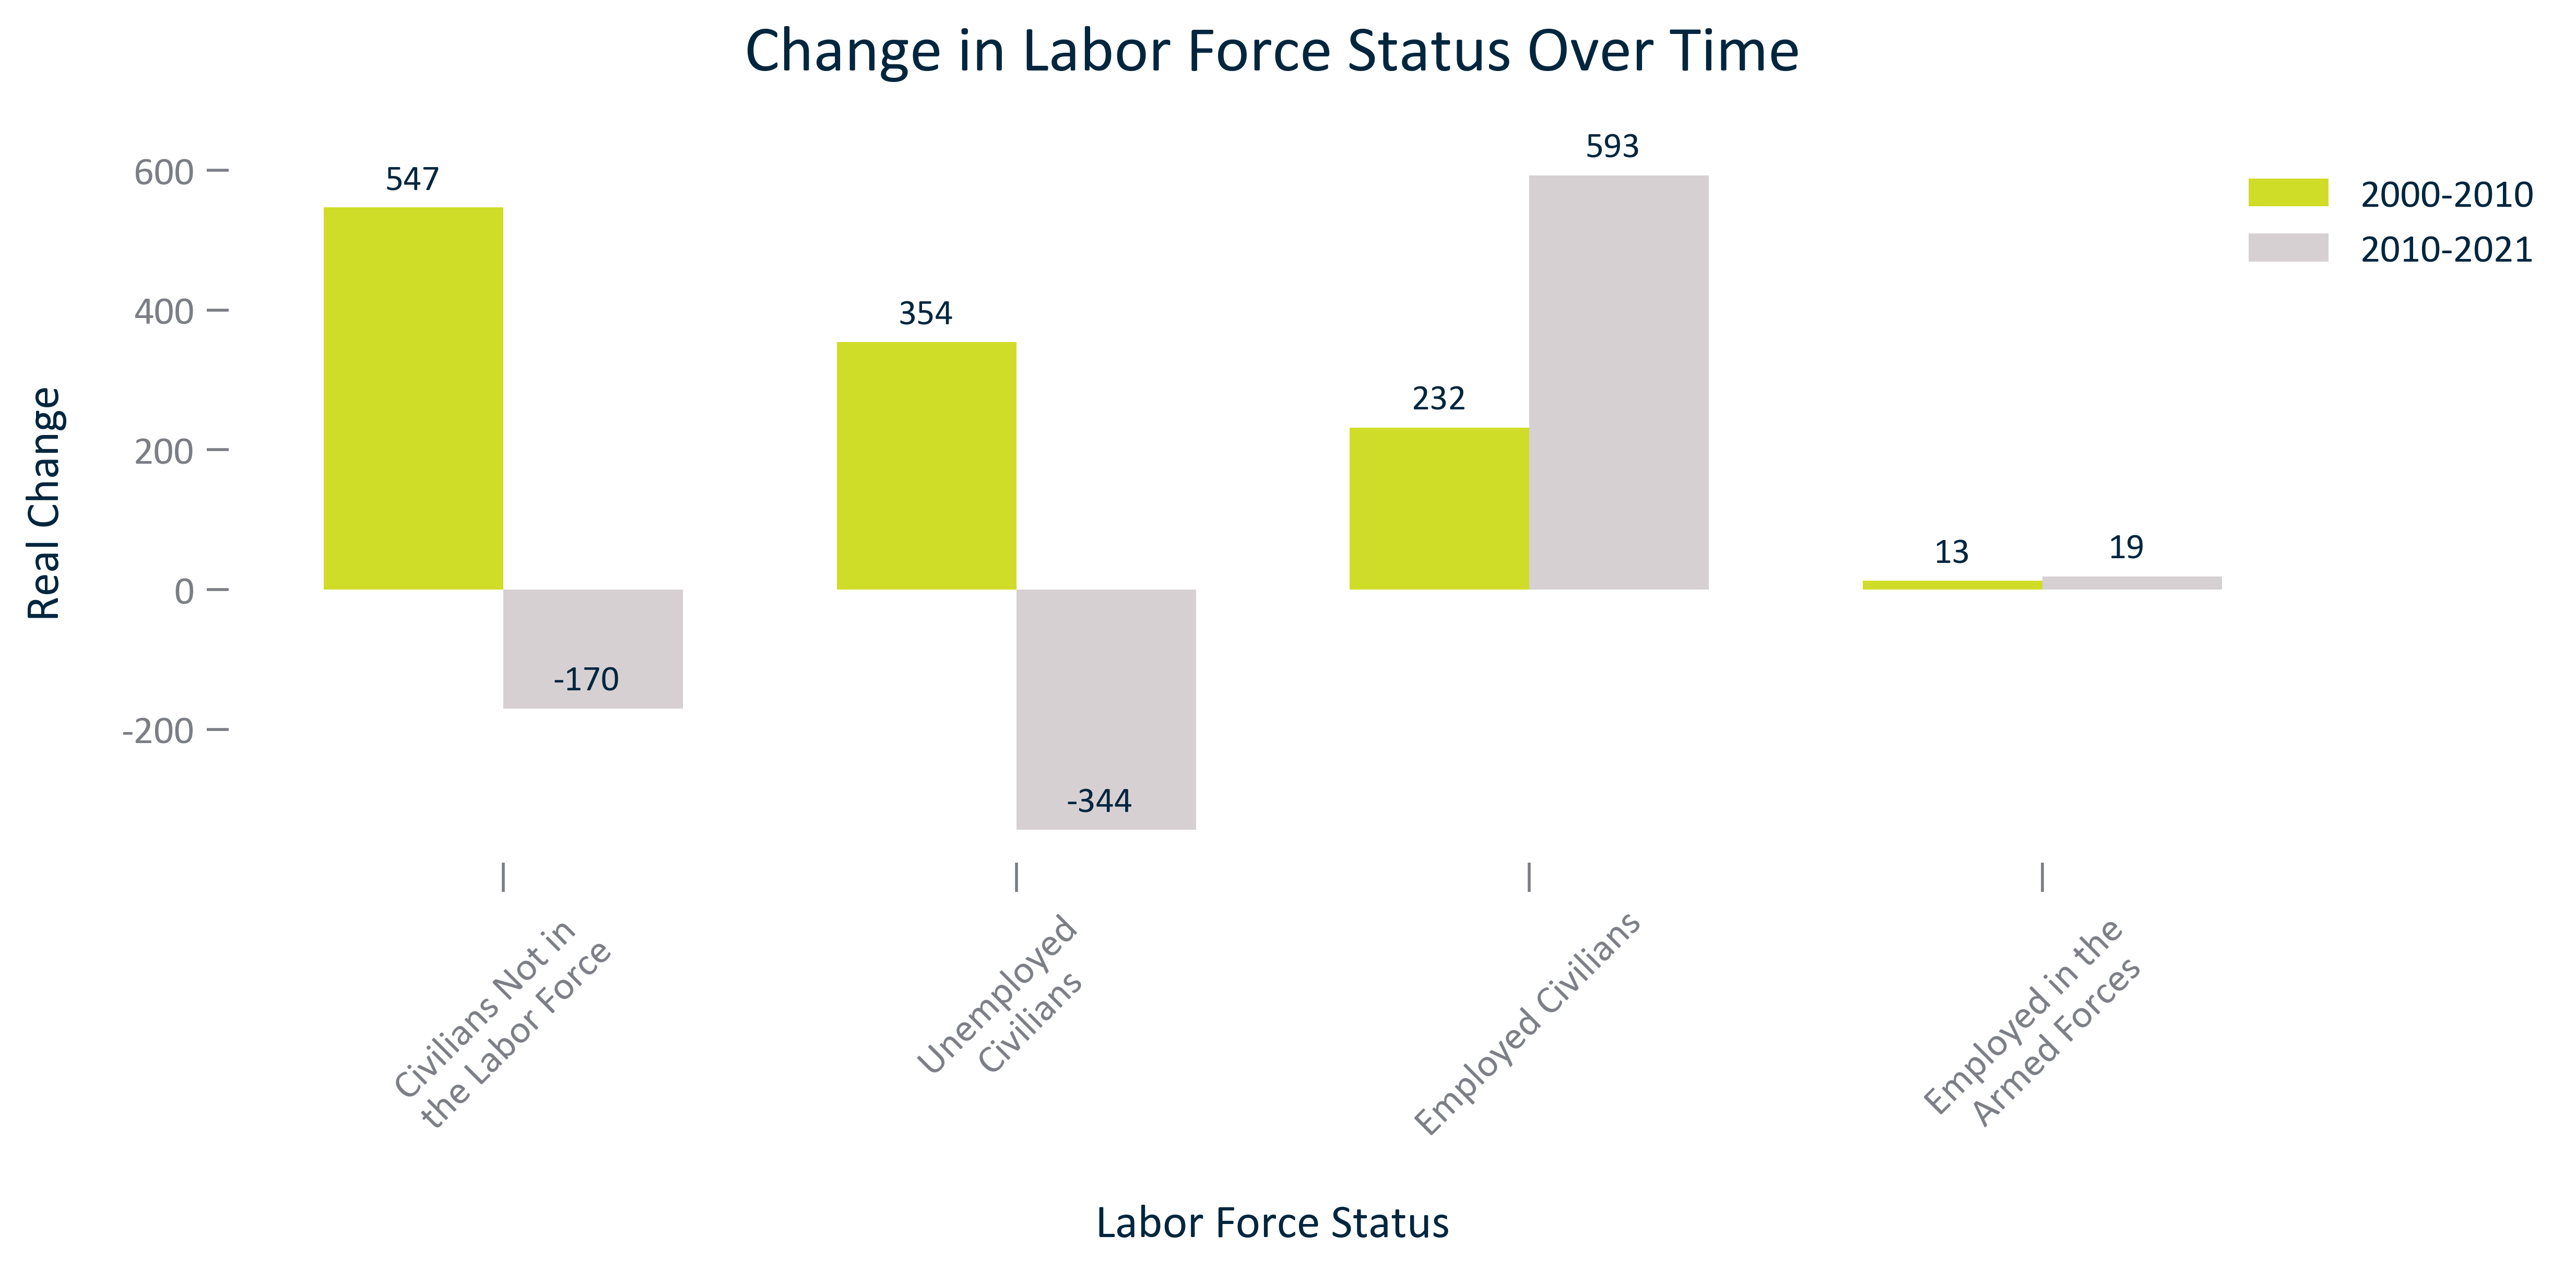 Change in Labor Force Status Over Time
Real Change
600
400
200
0
-200
547
-170
354
-344
232
593
13
19
2000-2010
2010-2021
Civilians Not in
the Labor Force
Unemployed
Civilians
Employed Civilians
Employed in the
Armed Forces
Labor Force Status